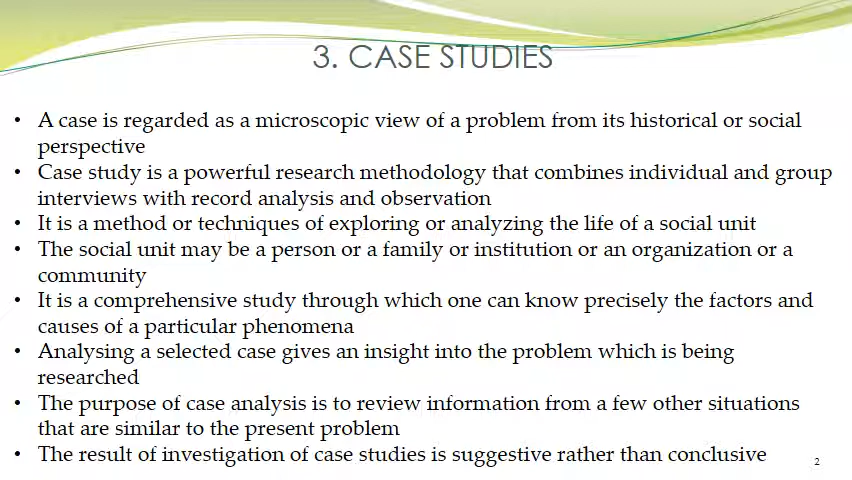 3. CASE STUDIES
• A case is regarded as a microscopic view of a problem from its historical or social
perspective
• Case study is a powerful research methodology that combines individual and group
interviews with record analysis and observation
• It is a method or techniques of exploring or analyzing the life of a social unit
• The social unit may be a person or a family or institution or an organization or a
community
• It is a comprehensive study through which one can know precisely the factors and
causes of a particular phenomena
• Analysing a selected case gives an insight into the problem which is being
researched
• The purpose of case analysis is to review information from a few other situations
that are similar to the present problem
• The result of investigation of case studies is suggestive rather than conclusive
2